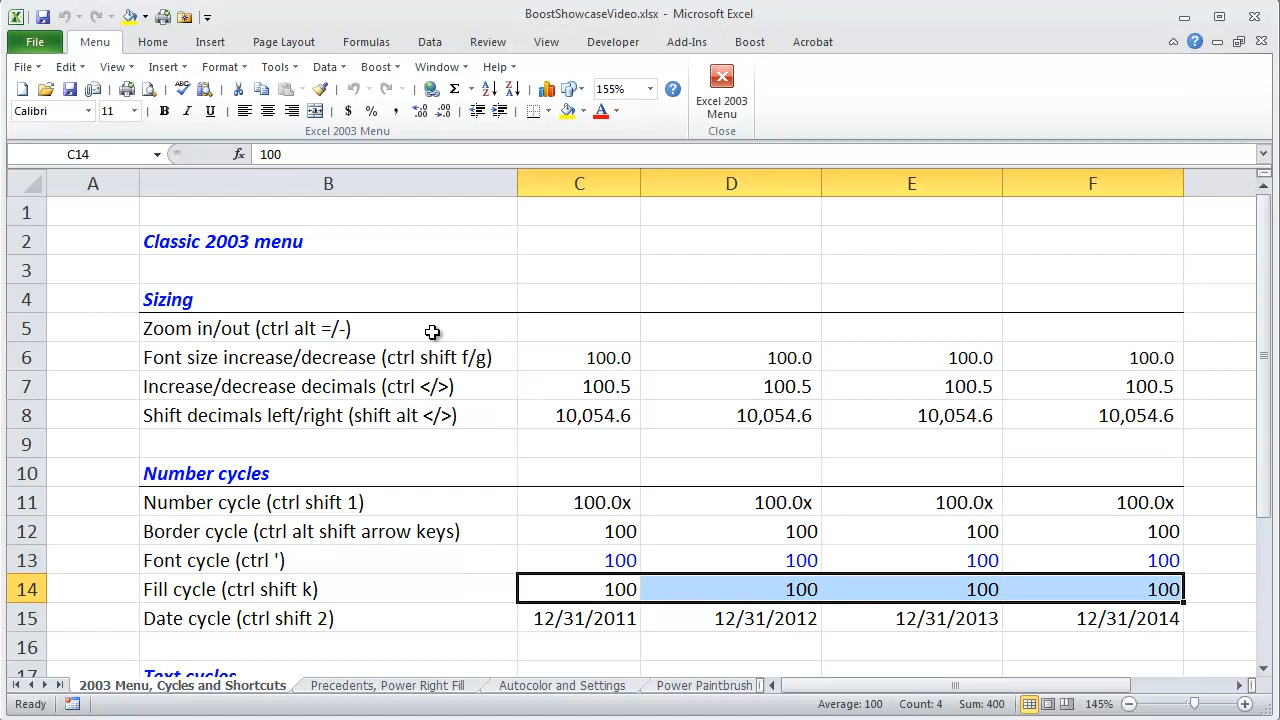 BoostShowcaseVideo.xlsx - Microsoft Excel
File Menu Home Insert Page Layout Formulas Data Review View Developer Add-Ins Boost Acrobat
File Edit View Insert Format Tools Data Boost Window Help
155%
Calibri 11 B I U $ % ,
Excel 2003 Menu
Excel 2003 Menu
Close
C14 fx 100
A B C D E F
1
2 Classic 2003 menu
3
4 Sizing
5 Zoom in/out (ctrl alt =/-)
6 Font size increase/decrease (ctrl shift f/g) 100.0 100.0 100.0 100.0
7 Increase/decrease decimals (ctrl </>) 100.5 100.5 100.5 100.5
8 Shift decimals left/right (shift alt </>) 10,054.6 10,054.6 10,054.6 10,054.6
9
10 Number cycles
11 Number cycle (ctrl shift 1) 100.0x 100.0x 100.0x 100.0x
12 Border cycle (ctrl alt shift arrow keys) 100 100 100 100
13 Font cycle (ctrl ') 100 100 100 100
14 Fill cycle (ctrl shift k) 100 100 100 100
15 Date cycle (ctrl shift 2) 12/31/2011 12/31/2012 12/31/2013 12/31/2014
16
17 Text cycles
2003 Menu, Cycles and Shortcuts Precedents, Power Right Fill Autocolor and Settings Power Paintbrush
Ready Average: 100 Count: 4 Sum: 400 145%